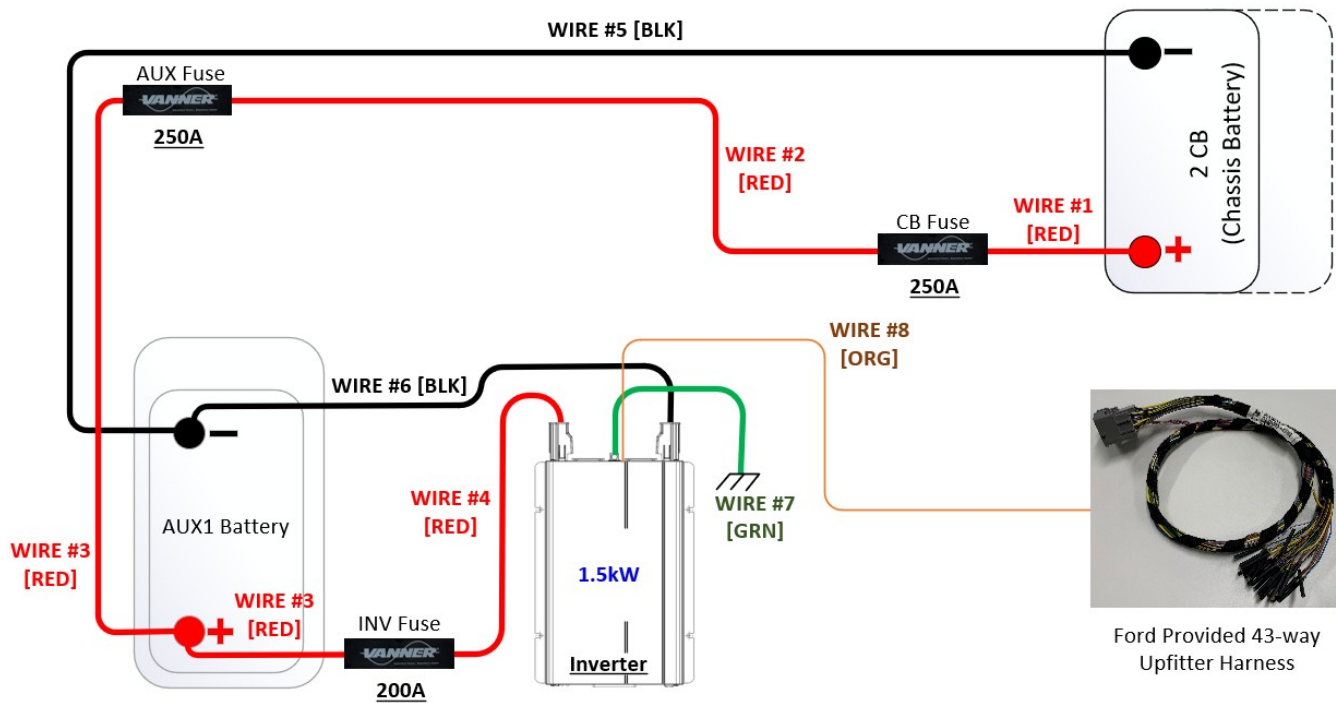 WIRE #5 [BLK]
AUX Fuse
VANNER
250A
WIRE #2
[RED]
CB Fuse
VANNER
250A
WIRE #1
[RED]
2 CB
(Chassis Battery)
WIRE #8
[ORG]
WIRE #6 [BLK]
AUX1 Battery
WIRE #3
[RED]
WIRE #3
[RED]
INV Fuse
VANNER
200A
WIRE #4
[RED]
1.5kW
Inverter
WIRE #7
[GRN]
Ford Provided 43-way
Upfitter Harness